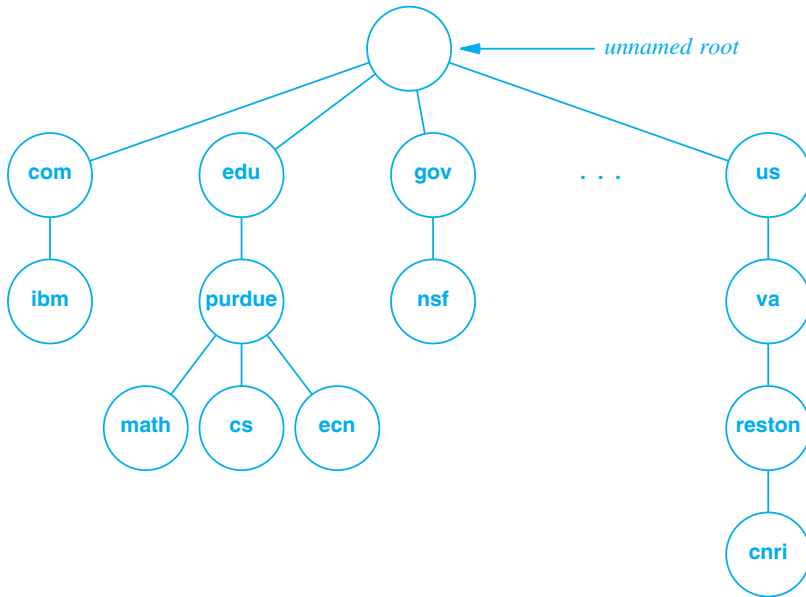 unnamed root
com edu gov . . . us
ibm purdue nsf va
math cs ecn reston
cnri